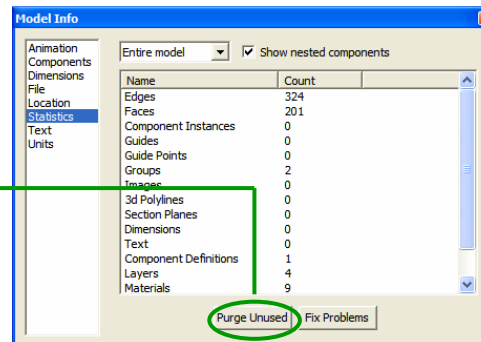 Model Info
Animation
Components
Dimensions
File
Location
Statistics
Text
Units
Entire model
Show nested components
Name Count
Edges 324
Faces 201
Component Instances 0
Guides 0
Guide Points 0
Groups 2
Images 0
3d Polylines 0
Section Planes 0
Dimensions 0
Text 0
Component Definitions 1
Layers 4
Materials 9
Purge Unused Fix Problems